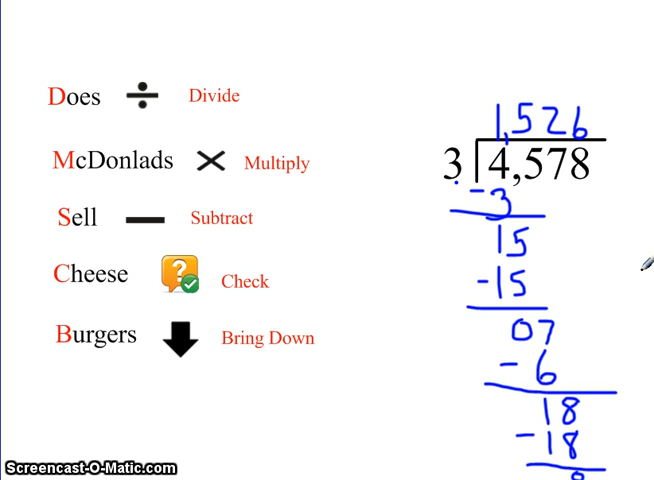 Does ÷ Divide
McDonlads × Multiply
Sell − Subtract
Cheese ? Check
Burgers Bring Down
1,526
3 4,578
-3
15
-15
07
-6
18
-18
Screencast-O-Matic.com